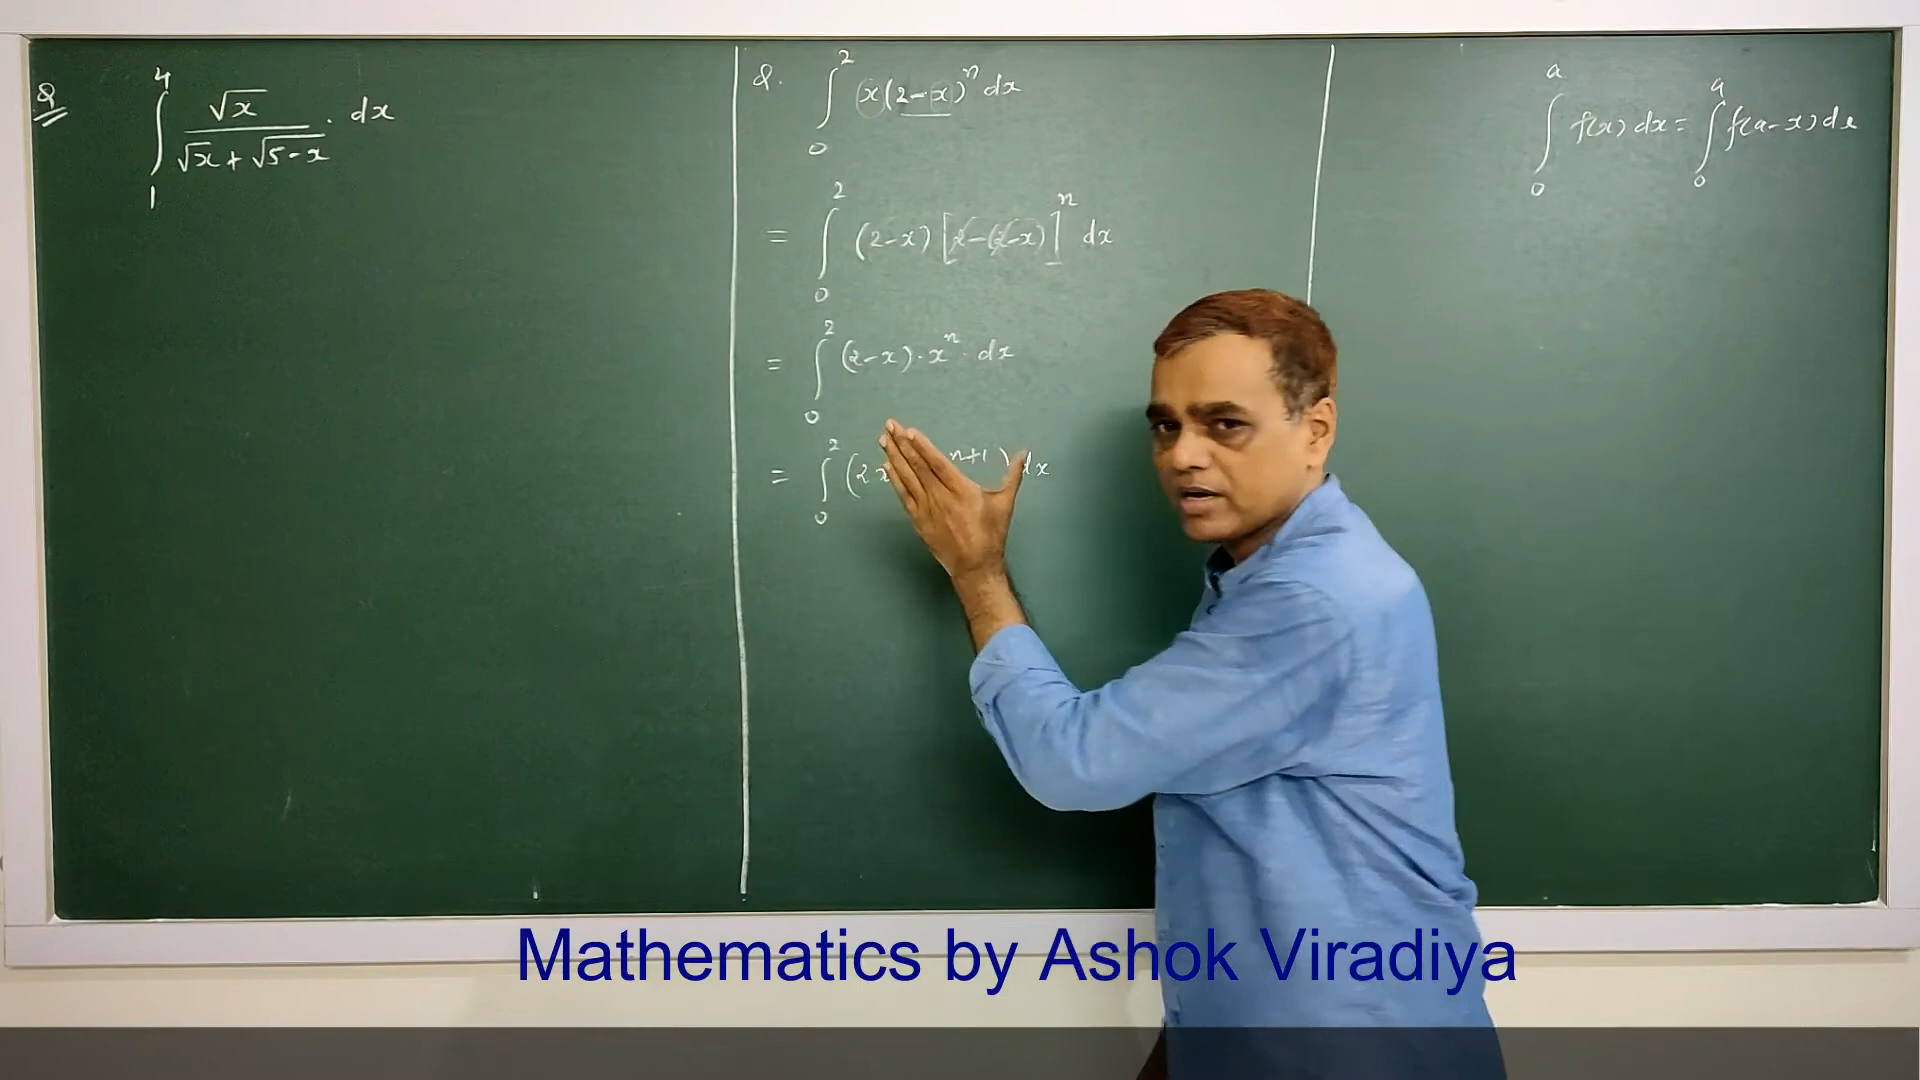 Q ∫₁⁴ √x / (√x + √5-x) . dx
Q. ∫₀² x(2-x)ⁿ dx
= ∫₀² (2-x) [2-(2-x)]ⁿ dx
= ∫₀² (2-x) . xⁿ . dx
= ∫₀² (2x n+1) dx
∫₀ᵃ f(x) dx = ∫₀ᵃ f(a-x) dx
Mathematics by Ashok Viradiya